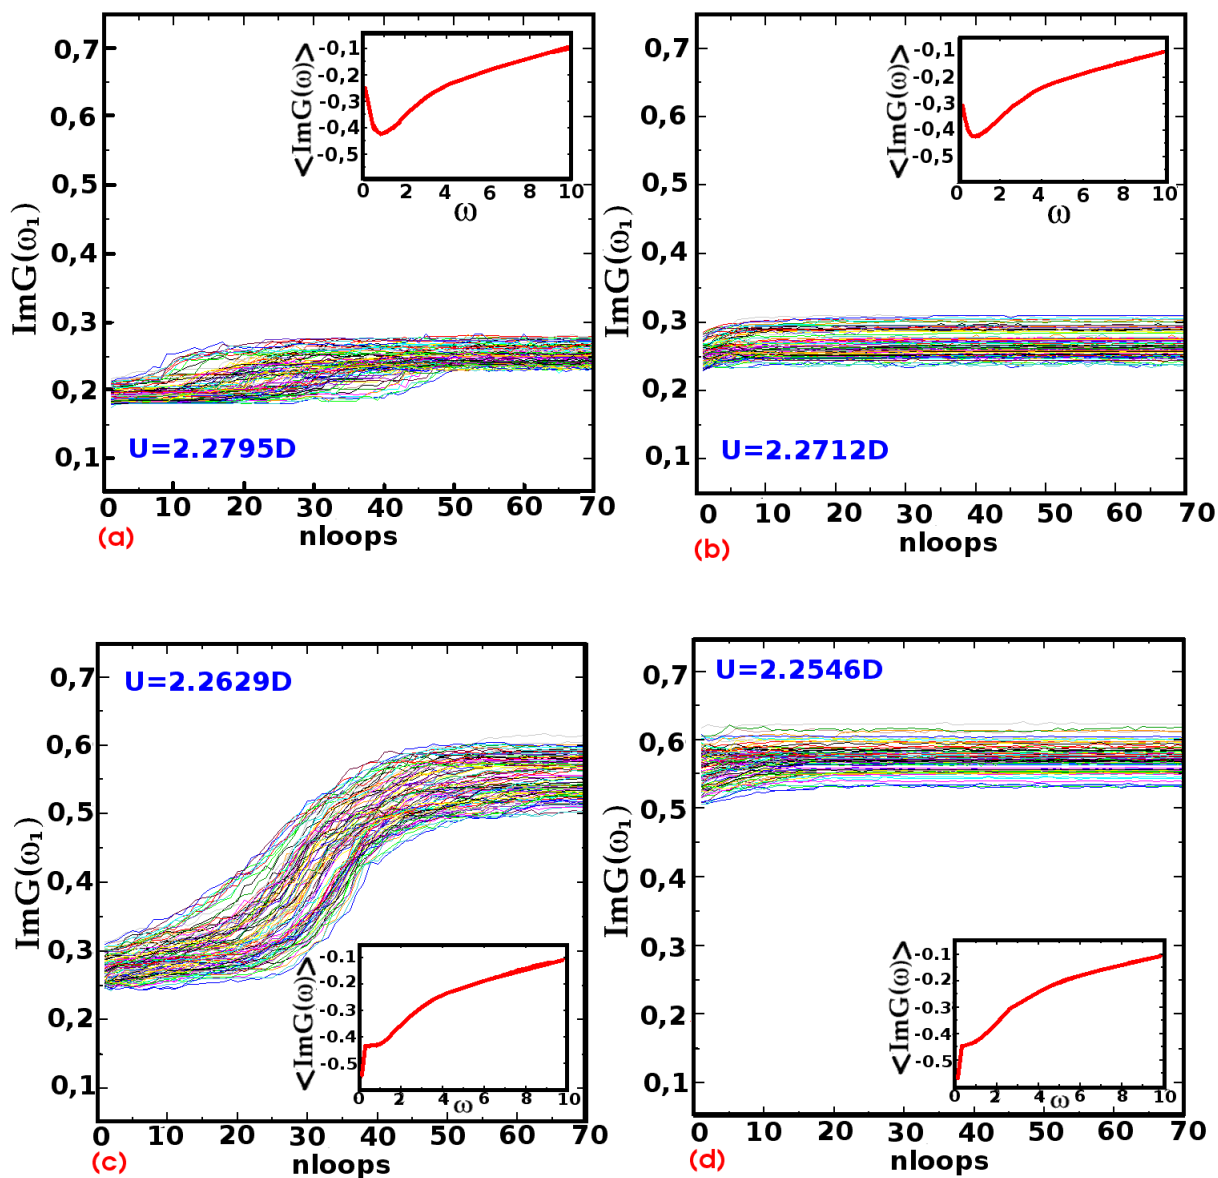 0,7
0,6
0,5
0,4
0,3
0,2
0,1
ImG(ω₁)
0 10 20 30 40 50 60 70
nloops
(a)
U=2.2795D
<ImG(ω)>
-0,1
-0,2
-0,3
-0,4
-0,5
0 2 4 6 8 10
ω
0,7
0,6
0,5
0,4
0,3
0,2
0,1
ImG(ω₁)
0 10 20 30 40 50 60 70
nloops
(b)
U=2.2712D
<ImG(ω)>
-0,1
-0,2
-0,3
-0,4
-0,5
0 2 4 6 8 10
ω
U=2.2629D
0,7
0,6
0,5
0,4
0,3
0,2
0,1
ImG(ω₁)
0 10 20 30 40 50 60 70
nloops
(c)
<ImG(ω)>
-0.1
-0.2
-0.3
-0.4
-0.5
0 2 4 6 8 10
ω
U=2.2546D
0,7
0,6
0,5
0,4
0,3
0,2
0,1
ImG(ω₁)
0 10 20 30 40 50 60 70
nloops
(d)
<ImG(ω)>
-0.1
-0.2
-0.3
-0.4
-0.5
0 2 4 6 8 10
ω